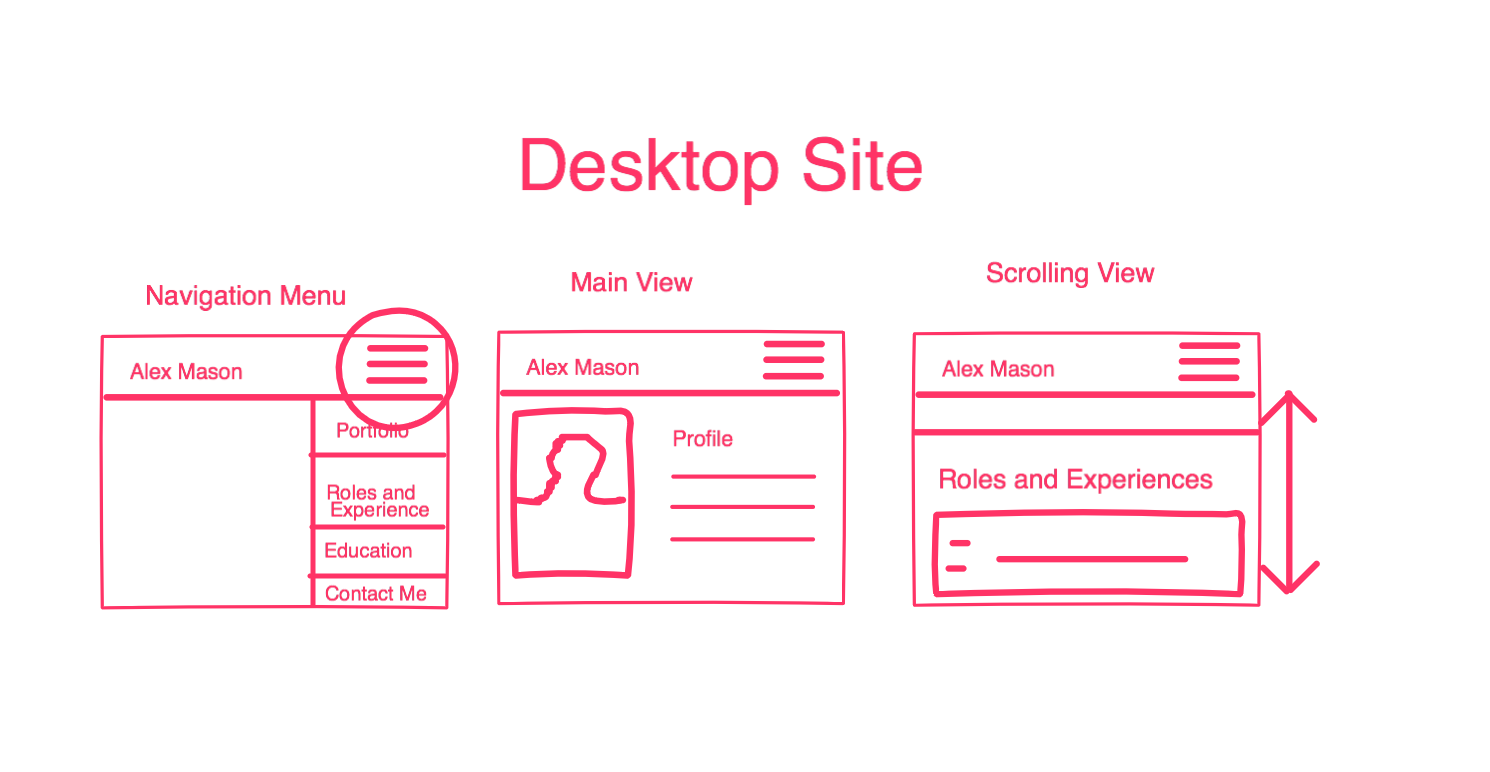 Desktop Site
Navigation Menu
Alex Mason
Portfolio
Roles and
Experience
Education
Contact Me
Main View
Alex Mason
Profile
Scrolling View
Alex Mason
Roles and Experiences